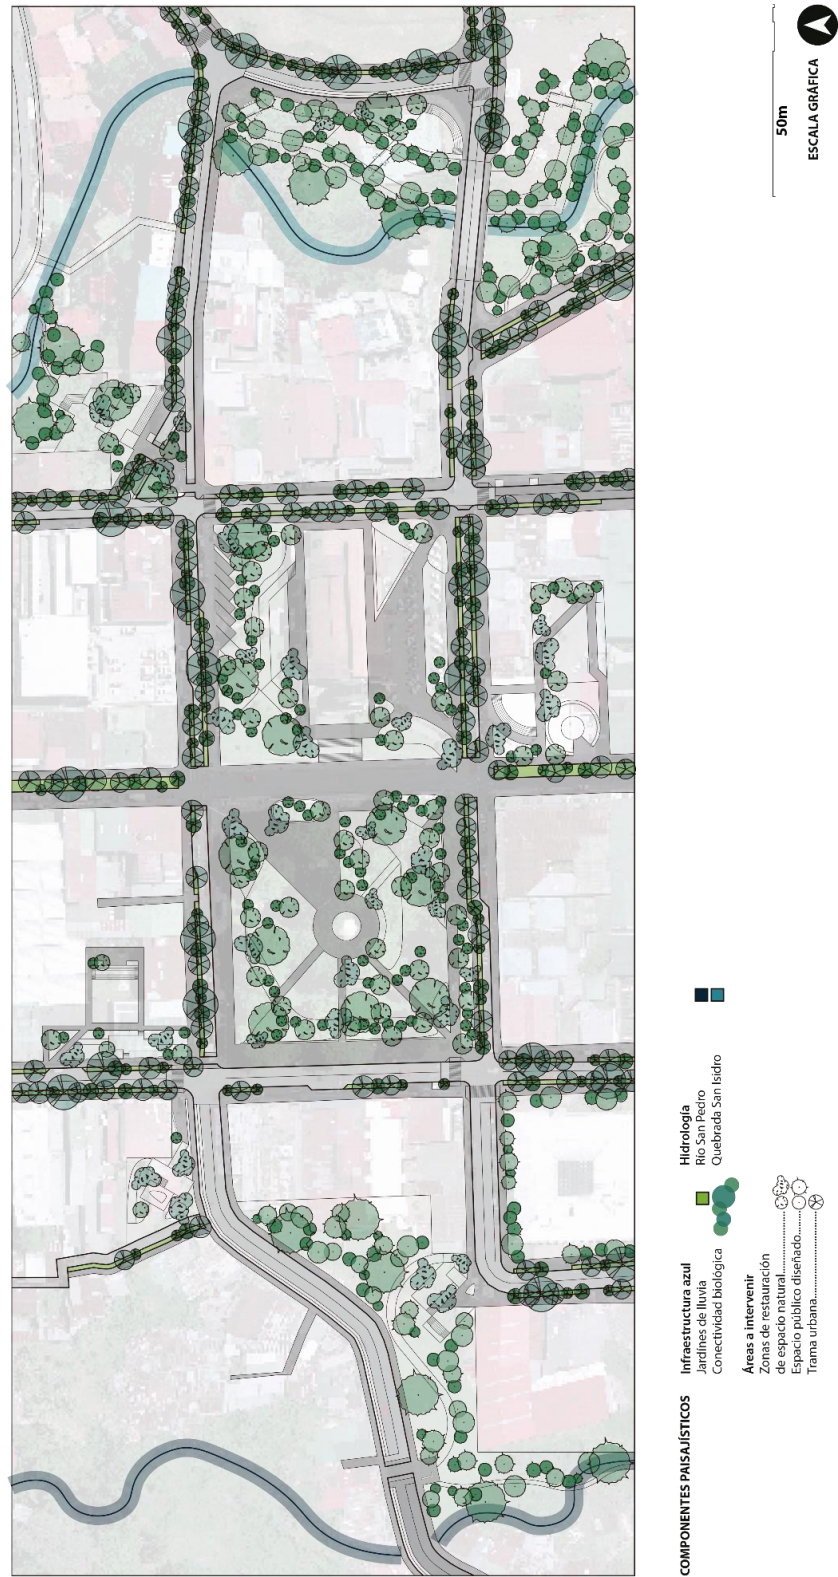 COMPONENTES PAISAJÍSTICOS
Infraestructura azul
Jardines de lluvia
Conectividad biológica
Áreas a intervenir
Zonas de restauración
de espacio natural
Espacio público diseñado
Trama urbana
Hidrología
Río San Pedro
Quebrada San Isidro
50m
ESCALA GRÁFICA